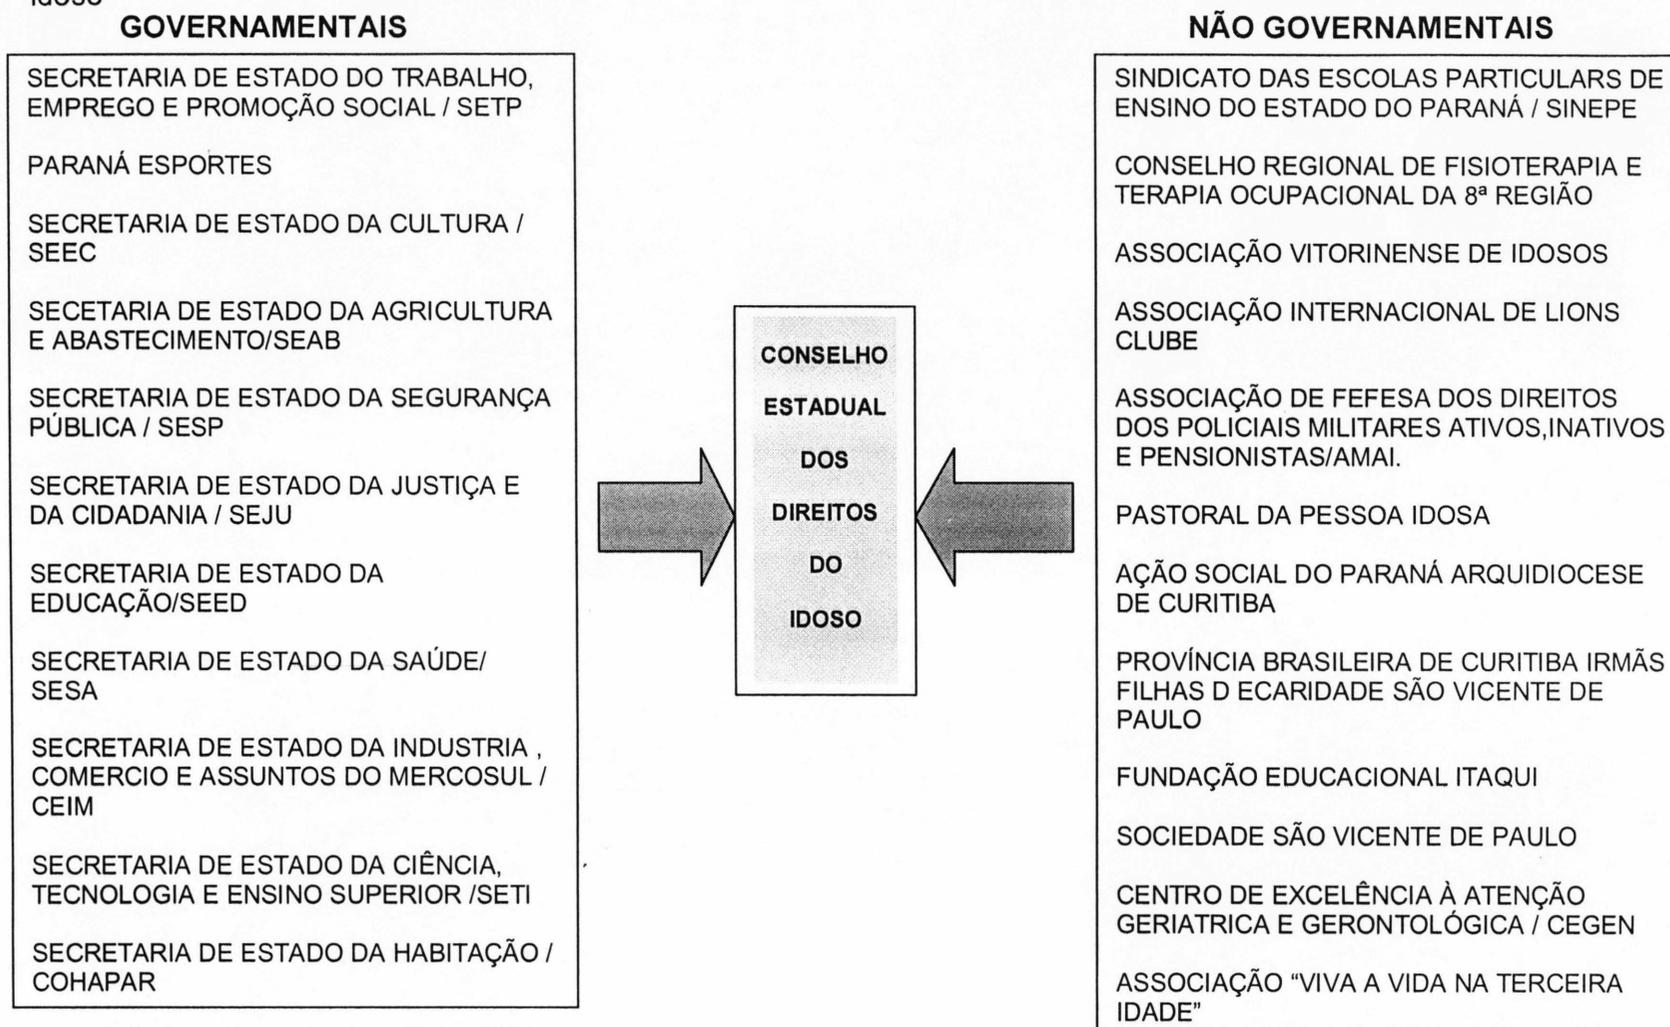 idoso
GOVERNAMENTAIS
SECRETARIA DE ESTADO DO TRABALHO,
EMPREGO E PROMOÇÃO SOCIAL / SETP
PARANÁ ESPORTES
SECRETARIA DE ESTADO DA CULTURA /
SEEC
SECETARIA DE ESTADO DA AGRICULTURA
E ABASTECIMENTO/SEAB
SECRETARIA DE ESTADO DA SEGURANÇA
PÚBLICA / SESP
SECRETARIA DE ESTADO DA JUSTIÇA E
DA CIDADANIA / SEJU
SECRETARIA DE ESTADO DA
EDUCAÇÃO/SEED
SECRETARIA DE ESTADO DA SAÚDE/
SESA
SECRETARIA DE ESTADO DA INDUSTRIA ,
COMERCIO E ASSUNTOS DO MERCOSUL /
CEIM
SECRETARIA DE ESTADO DA CIÊNCIA,
TECNOLOGIA E ENSINO SUPERIOR /SETI
SECRETARIA DE ESTADO DA HABITAÇÃO /
COHAPAR
CONSELHO
ESTADUAL
DOS
DIREITOS
DO
IDOSO
NÃO GOVERNAMENTAIS
SINDICATO DAS ESCOLAS PARTICULARS DE
ENSINO DO ESTADO DO PARANÁ / SINEPE
CONSELHO REGIONAL DE FISIOTERAPIA E
TERAPIA OCUPACIONAL DA 8ª REGIÃO
ASSOCIAÇÃO VITORINENSE DE IDOSOS
ASSOCIAÇÃO INTERNACIONAL DE LIONS
CLUBE
ASSOCIAÇÃO DE FEFESA DOS DIREITOS
DOS POLICIAIS MILITARES ATIVOS,INATIVOS
E PENSIONISTAS/AMAI.
PASTORAL DA PESSOA IDOSA
AÇÃO SOCIAL DO PARANÁ ARQUIDIOCESE
DE CURITIBA
PROVÍNCIA BRASILEIRA DE CURITIBA IRMÃS
FILHAS D ECARIDADE SÃO VICENTE DE
PAULO
FUNDAÇÃO EDUCACIONAL ITAQUI
SOCIEDADE SÃO VICENTE DE PAULO
CENTRO DE EXCELÊNCIA À ATENÇÃO
GERIATRICA E GERONTOLÓGICA / CEGEN
ASSOCIAÇÃO “VIVA A VIDA NA TERCEIRA
IDADE”